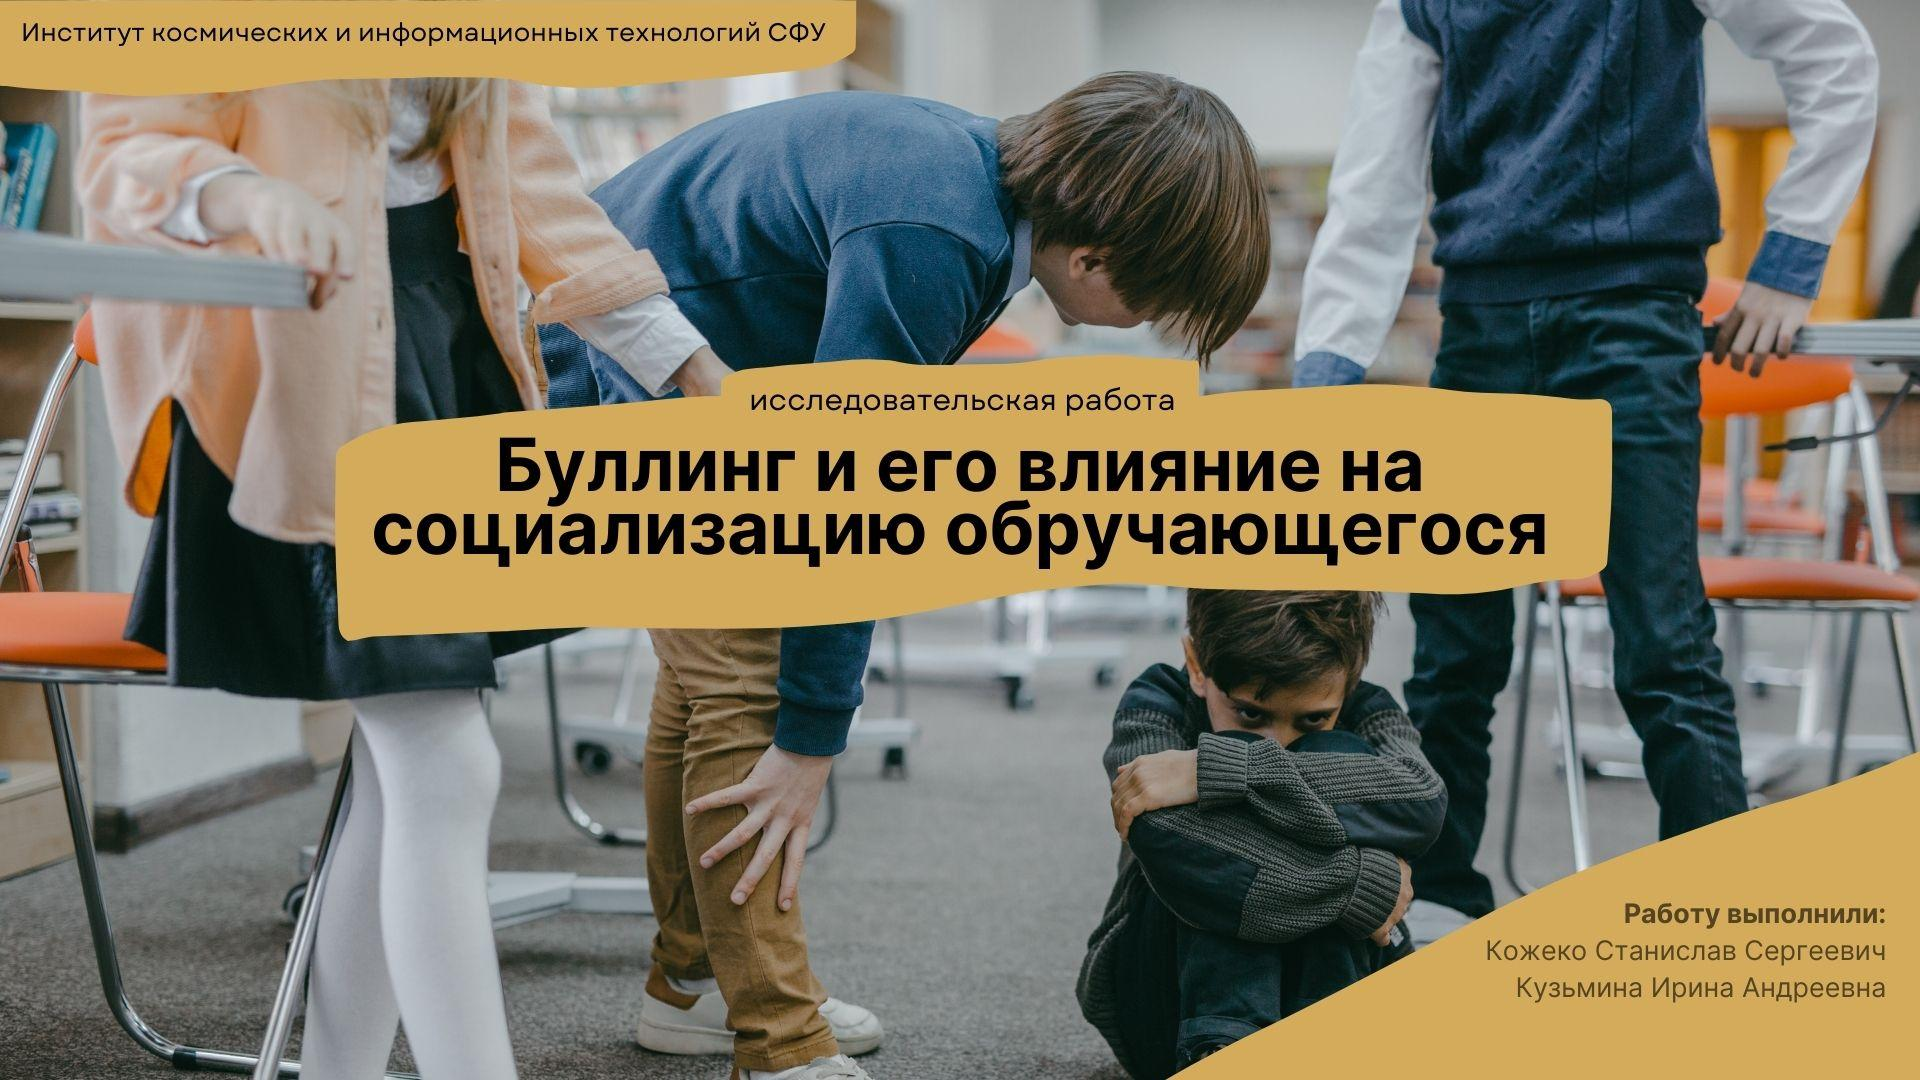 Институт космических и информационных технологий СФУ
исследовательская работа
Буллинг и его влияние на
социализацию обручающегося
Работу выполнили:
Кожеко Станислав Сергеевич
Кузьмина Ирина Андреевна